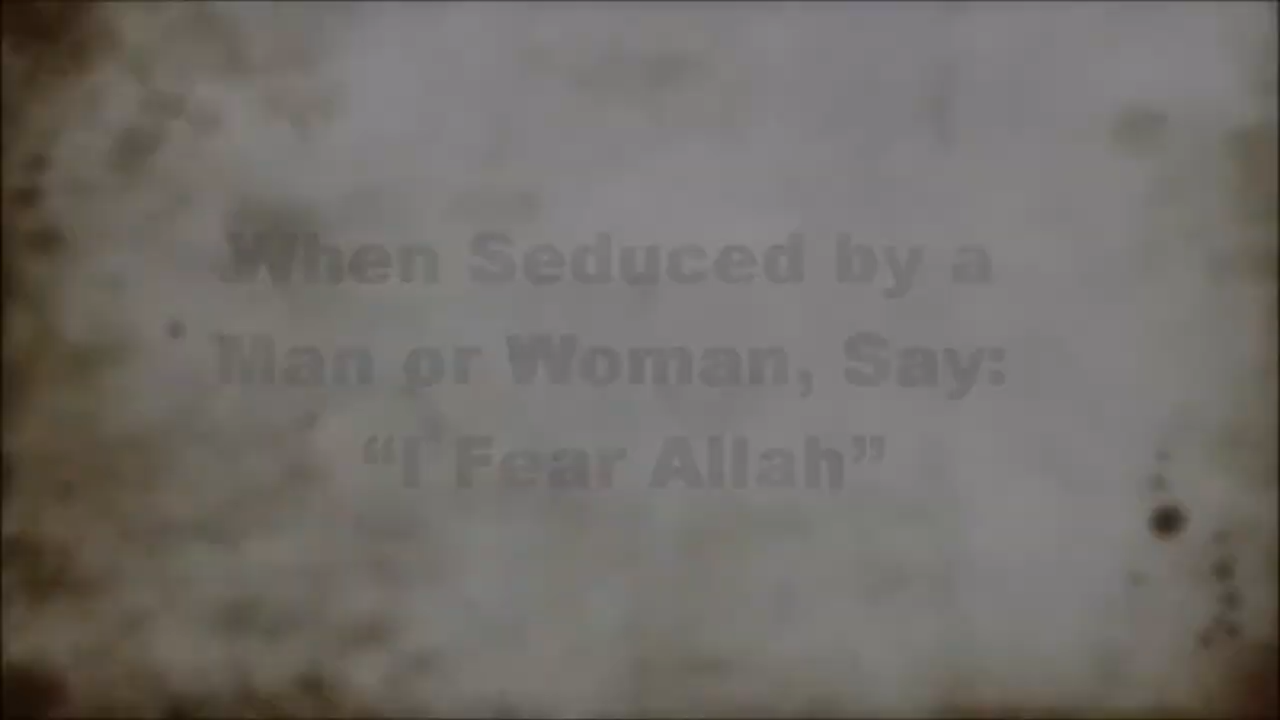 When Seduced by a
Man or Woman, Say:
“I Fear Allah”